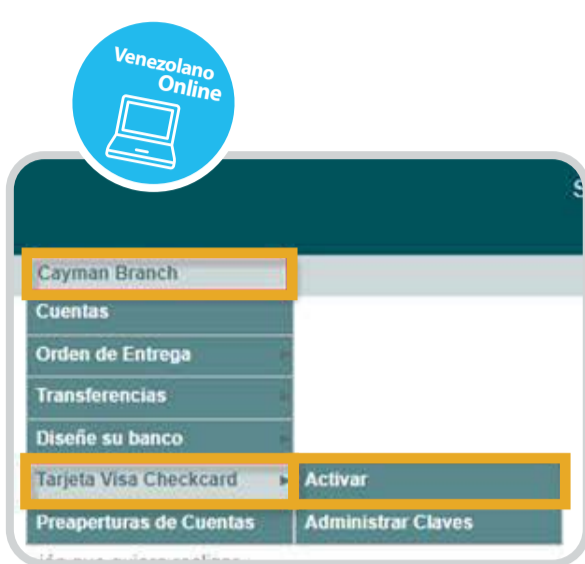 Venezolano
Online
Cayman Branch
Cuentas
Orden de Entrega
Transferencias
Diseñe su banco
Tarjeta Visa Checkcard
Activar
Preaperturas de Cuentas
Administrar Claves